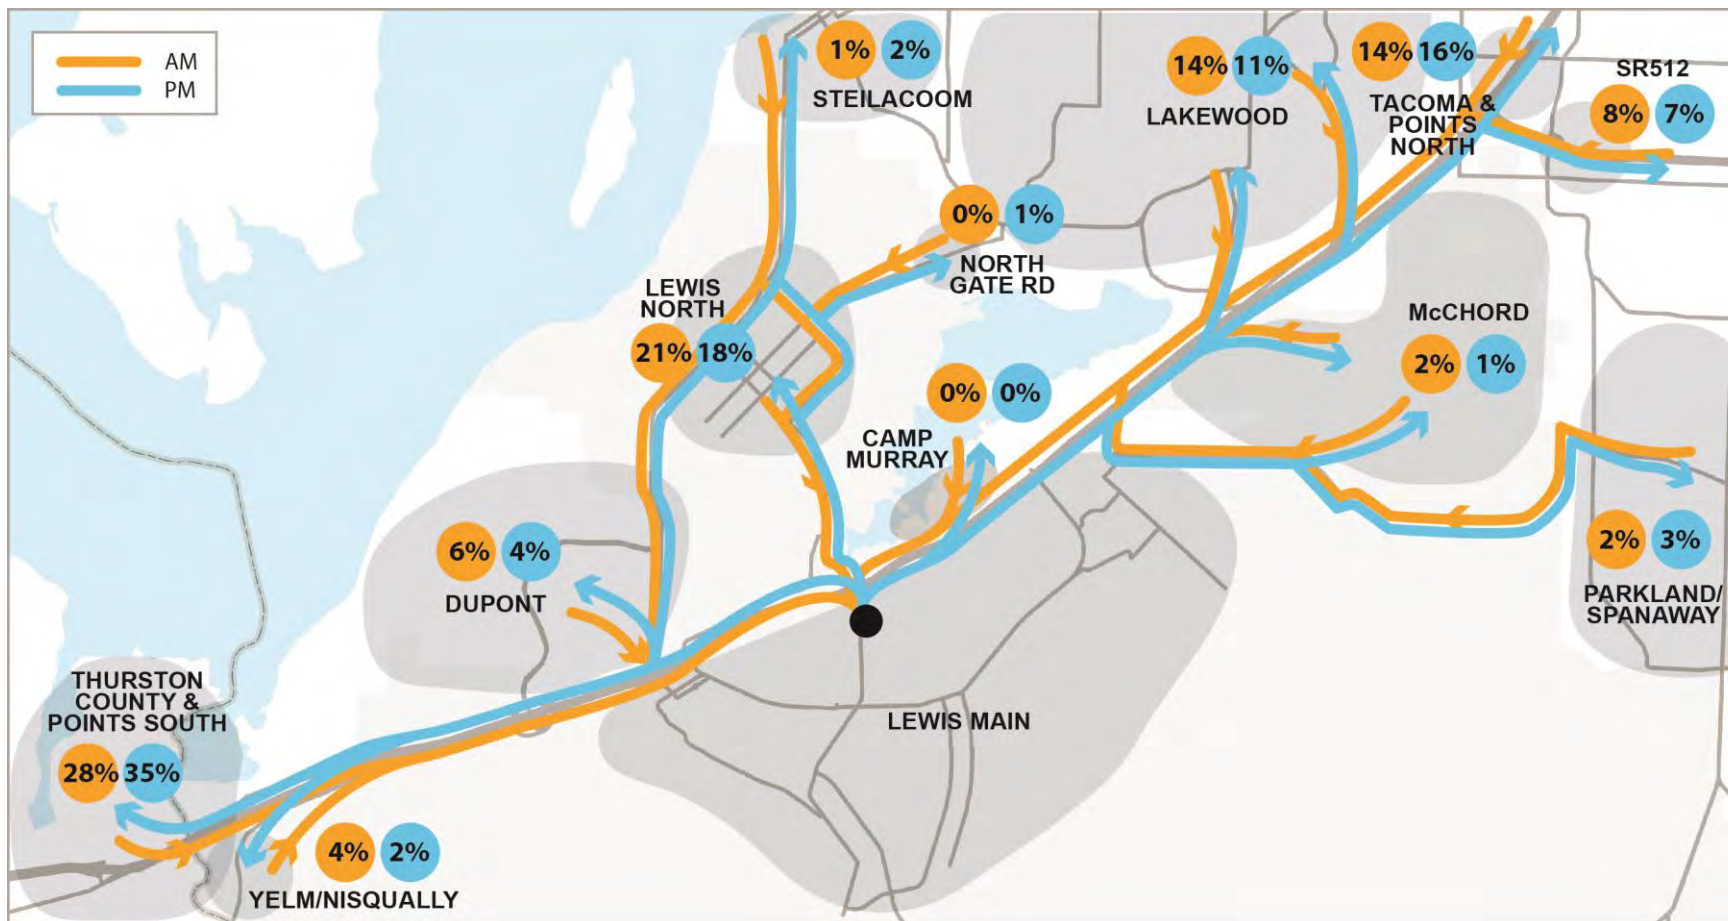 AM
PM
1% 2%
STEILACOOM
14% 11%
LAKEWOOD
14% 16%
TACOMA &
POINTS
NORTH
SR512
8% 7%
0% 1%
NORTH
GATE RD
LEWIS
NORTH
21% 18%
McCHORD
2% 1%
0% 0%
CAMP
MURRAY
6% 4%
DUPONT
2% 3%
PARKLAND/
SPANAWAY
THURSTON
COUNTY &
POINTS SOUTH
28% 35%
LEWIS MAIN
4% 2%
YELM/NISQUALLY